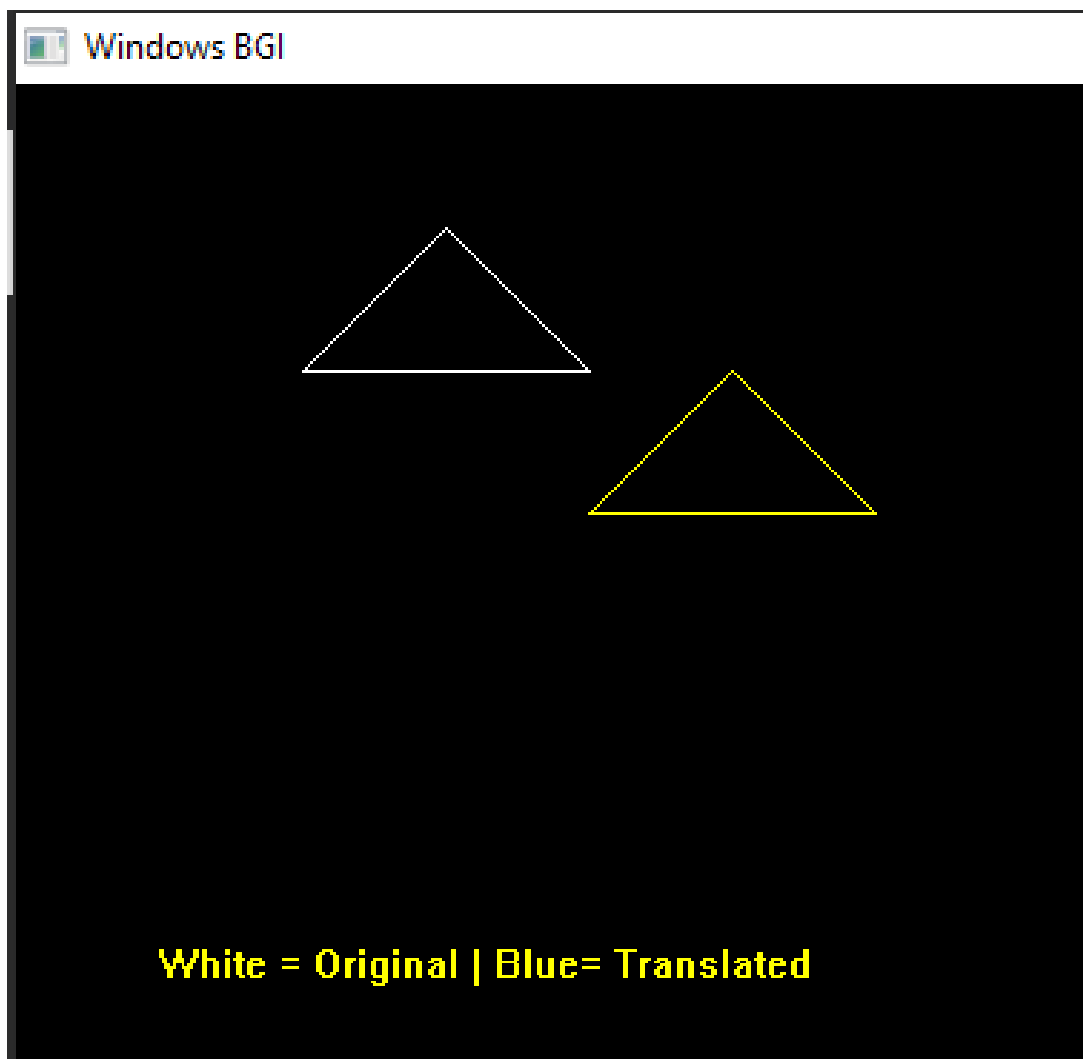 Windows BGI
White = Original | Blue= Translated